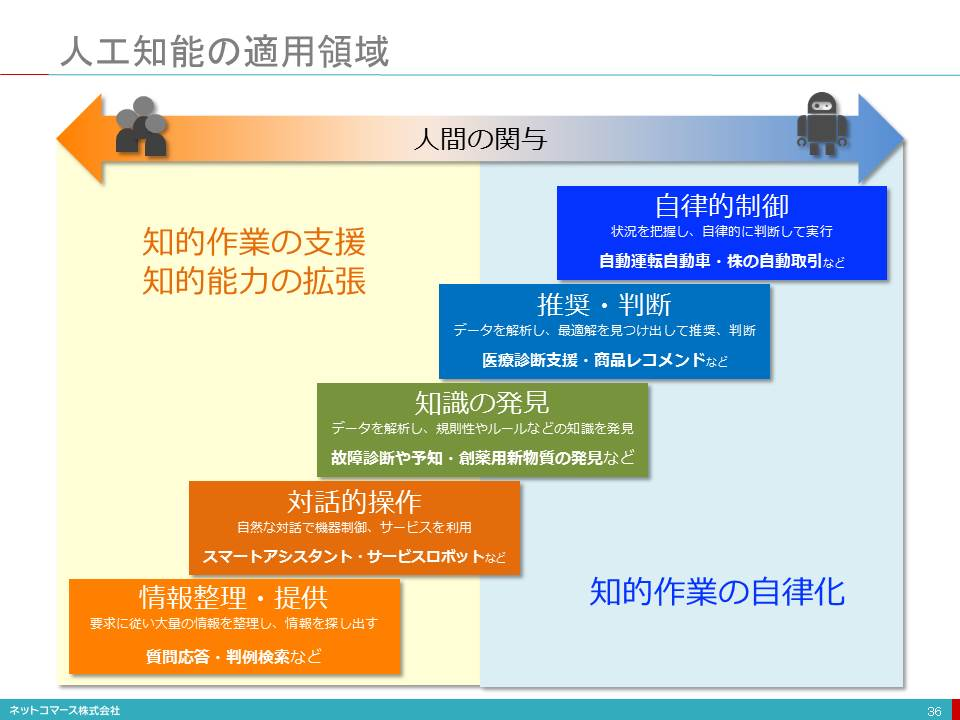 人工知能の適用領域
人間の関与
知的作業の支援
知的能力の拡張
自律的制御
状況を把握し、自律的に判断して実行
自動運転自動車・株の自動取引など
推奨・判断
データを解析し、最適解を見つけ出して推奨、判断
医療診断支援・商品レコメンドなど
知識の発見
データを解析し、規則性やルールなどの知識を発見
故障診断や予知・創薬用新物質の発見など
対話的操作
自然な対話で機器制御、サービスを利用
スマートアシスタント・サービスロボットなど
情報整理・提供
要求に従い大量の情報を整理し、情報を探し出す
質問応答・判例検索など
知的作業の自律化
ネットコマース株式会社
36